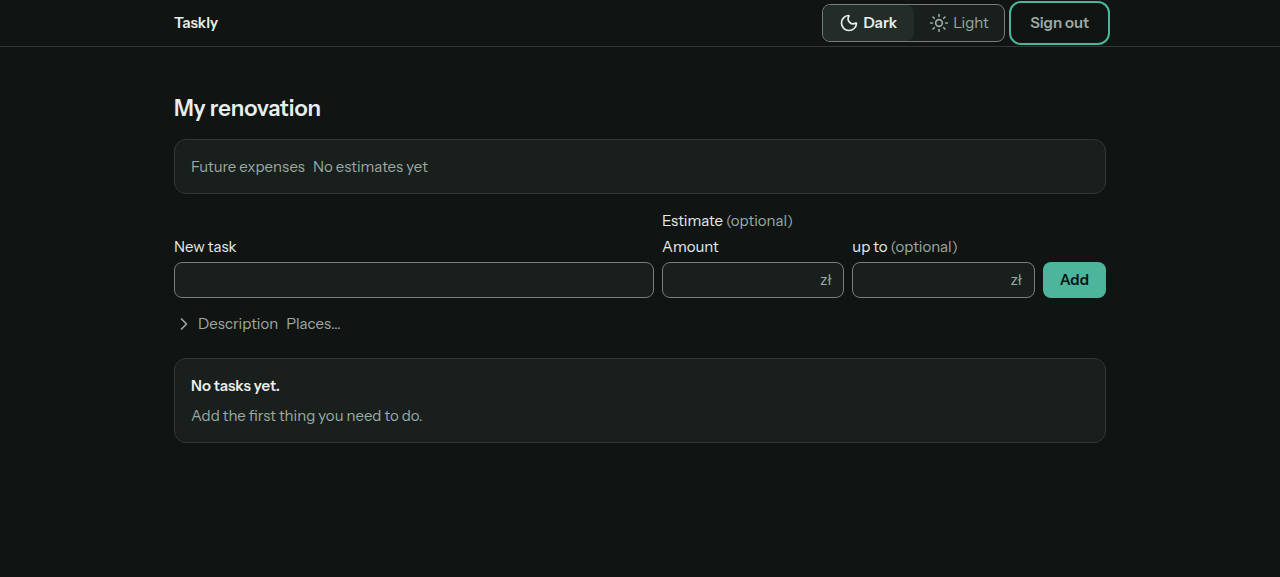 Taskly Dark Light Sign out
My renovation
Future expenses No estimates yet
Estimate (optional)
New task Amount up to (optional)
zł zł Add
Description Places...
No tasks yet.
Add the first thing you need to do.